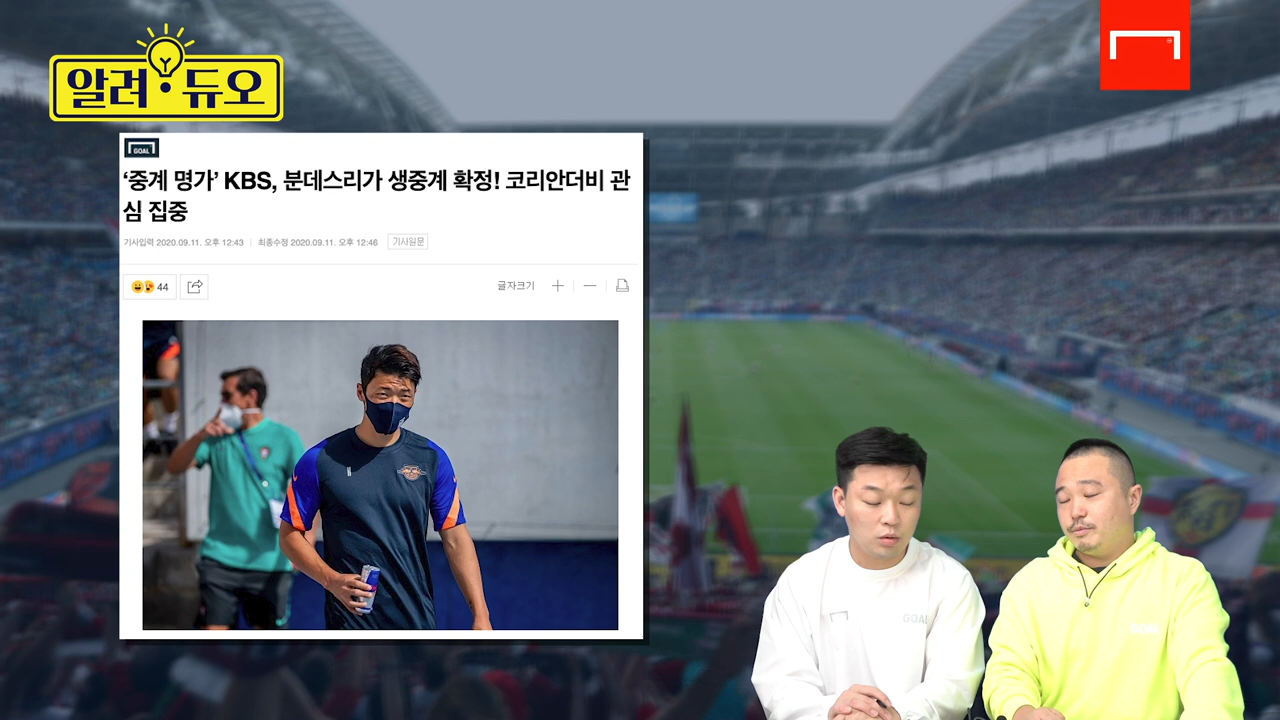 알려·듀오
GOAL
‘중계 명가’ KBS, 분데스리가 생중계 확정! 코리안더비 관
심 집중
기사입력 2020.09.11. 오후 12:43 | 최종수정 2020.09.11. 오후 12:46 기사원문
44
글자크기
GOAL
GOAL